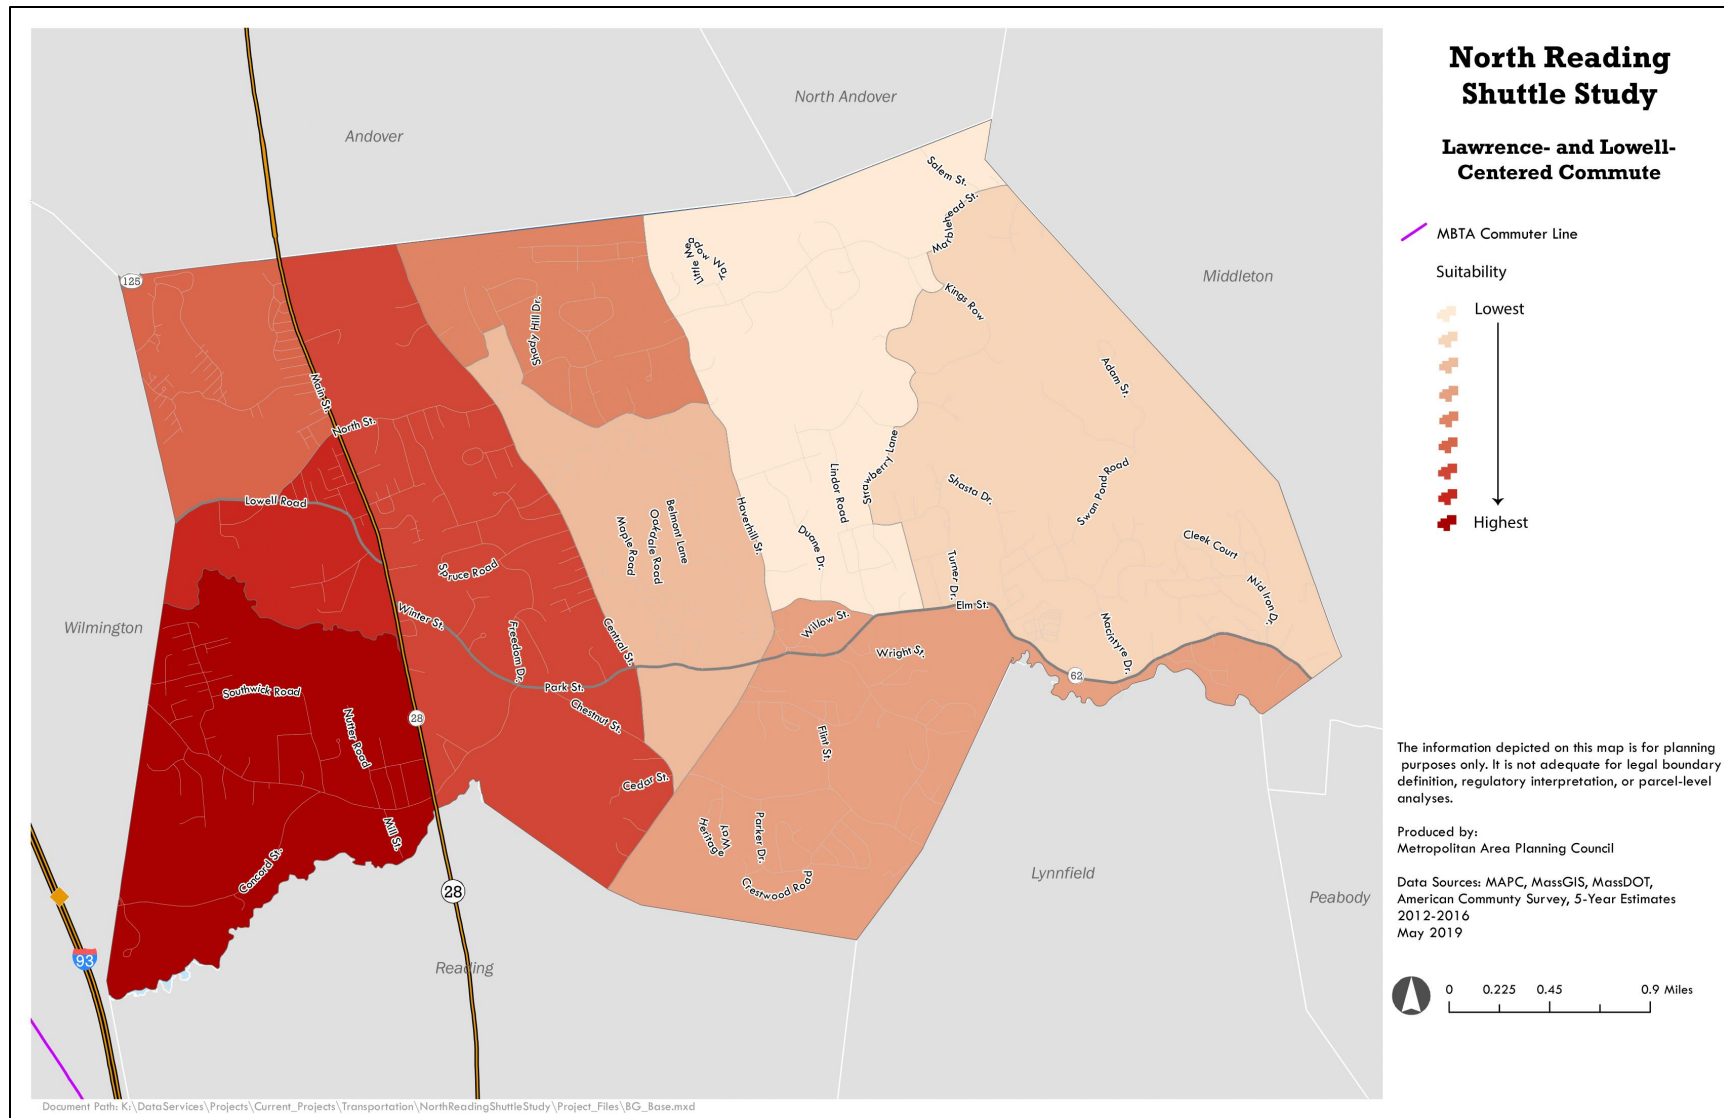 North Reading
Shuttle Study
Lawrence- and Lowell-
Centered Commute
MBTA Commuter Line
Suitability
Lowest
Highest
The information depicted on this map is for planning
purposes only. It is not adequate for legal boundary
definition, regulatory interpretation, or parcel-level
analyses.
Produced by:
Metropolitan Area Planning Council
Data Sources: MAPC, MassGIS, MassDOT,
American Communty Survey, 5-Year Estimates
2012-2016
May 2019
0 0.225 0.45 0.9 Miles
North Andover
Andover
Middleton
Wilmington
Lynnfield
Peabody
Reading
125
Salem St.
Marblehead St.
Little Meadow Way
Kings Row
Shady Hill Dr.
Adam St.
Main St.
North St.
Strawberry Lane
Lindor Road
Shasta Dr.
Swan Pond Road
Lowell Road
Haverhill St.
Belmont Lane
Oakdale Road
Maple Road
Duane Dr.
Cleek Court
Mid Iron Dr.
Turner Dr.
Elm St.
Spruce Road
Winter St.
Freedom Dr.
Central St.
Willow St.
Wright St.
Macintyre Dr.
62
Park St.
Southwick Road
Nutter Road
28
Chestnut St.
Flint St.
Cedar St.
Heritage Way
Parker Dr.
Crestwood Road
Mill St.
Concord St.
28
93
Document Path: K:\DataServices\Projects\Current_Projects\Transportation\NorthReadingShuttleStudy\Project_Files\BG_Base.mxd